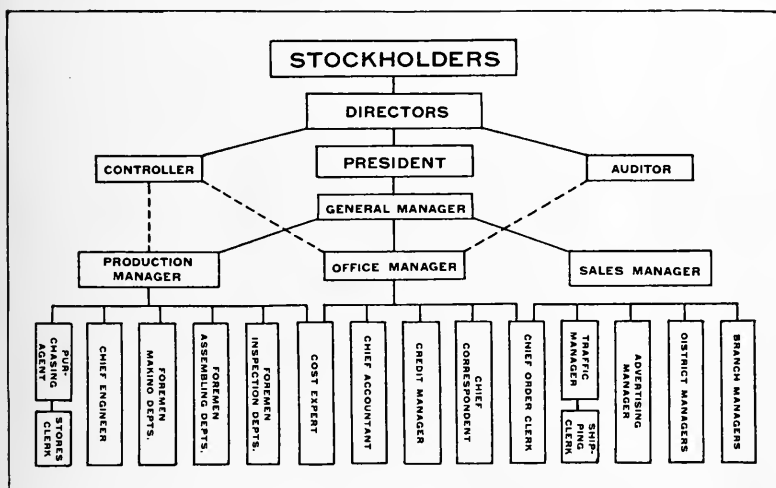 STOCKHOLDERS
DIRECTORS
CONTROLLER
PRESIDENT
AUDITOR
GENERAL MANAGER
PRODUCTION
MANAGER
OFFICE MANAGER
SALES MANAGER
PUR-
CHASING
AGENT
STORES
CLERK
CHIEF ENGINEER
FOREMEN
MAKING DEPTS.
FOREMEN
ASSEMBLING DEPTS.
FOREMEN
INSPECTION DEPTS.
COST EXPERT
CHIEF ACCOUNTANT
CREDIT MANAGER
CHIEF
CORRESPONDENT
CHIEF ORDER CLERK
TRAFFIC
MANAGER
SHIP-
PING
CLERK
ADVERTISING
MANAGER
DISTRICT MANAGERS
BRANCH MANAGERS